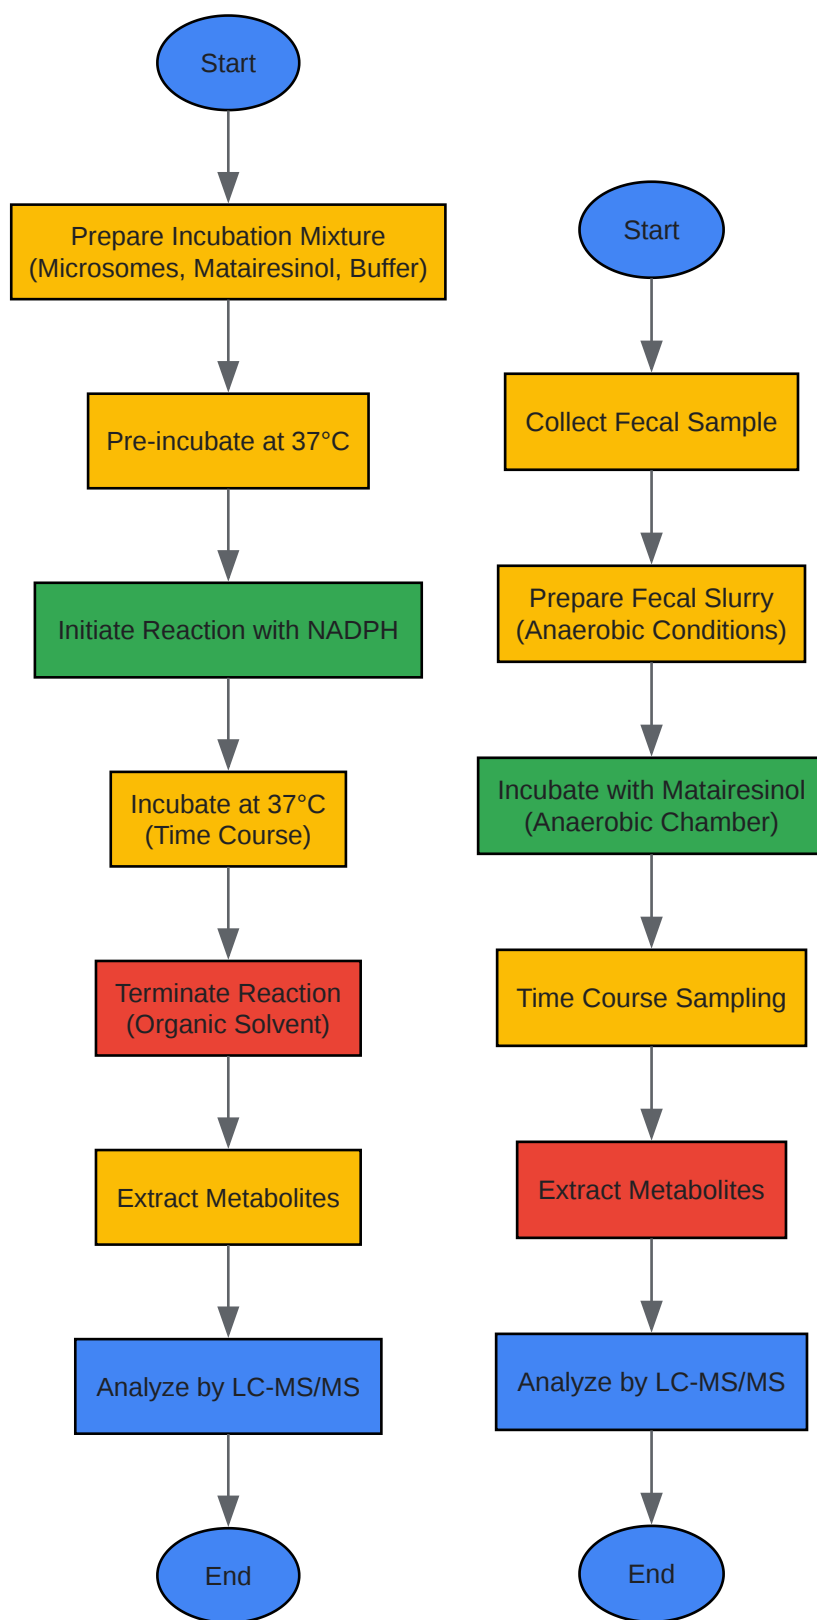 Start
Prepare Incubation Mixture
(Microsomes, Matairesinol, Buffer)
Pre-incubate at 37°C
Initiate Reaction with NADPH
Incubate at 37°C
(Time Course)
Terminate Reaction
(Organic Solvent)
Extract Metabolites
Analyze by LC-MS/MS
End
Start
Collect Fecal Sample
Prepare Fecal Slurry
(Anaerobic Conditions)
Incubate with Matairesinol
(Anaerobic Chamber)
Time Course Sampling
Extract Metabolites
Analyze by LC-MS/MS
End